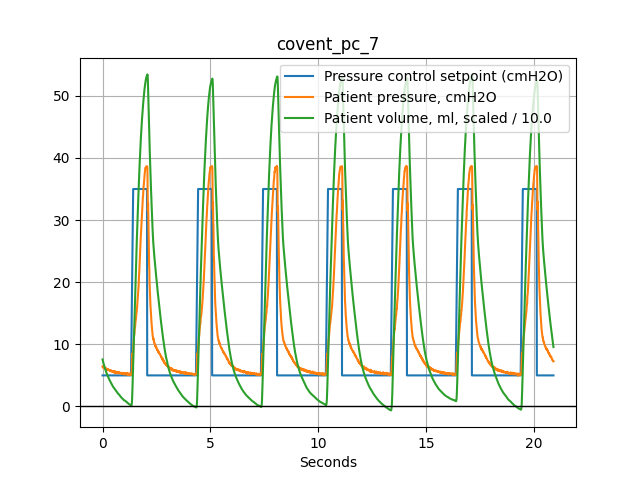 covent_pc_7
Pressure control setpoint (cmH2O)
Patient pressure, cmH2O
Patient volume, ml, scaled / 10.0
50
40
30
20
10
0
0 5 10 15 20
Seconds